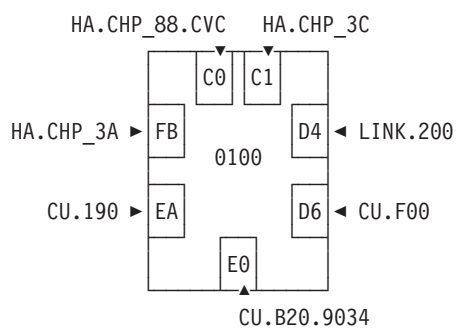 HA.CHP_88.CVC HA.CHP_3C
C0 C1
HA.CHP_3A ► FB D4 ◄ LINK.200
0100
CU.190 ► EA D6 ◄ CU.F00
E0
CU.B20.9034